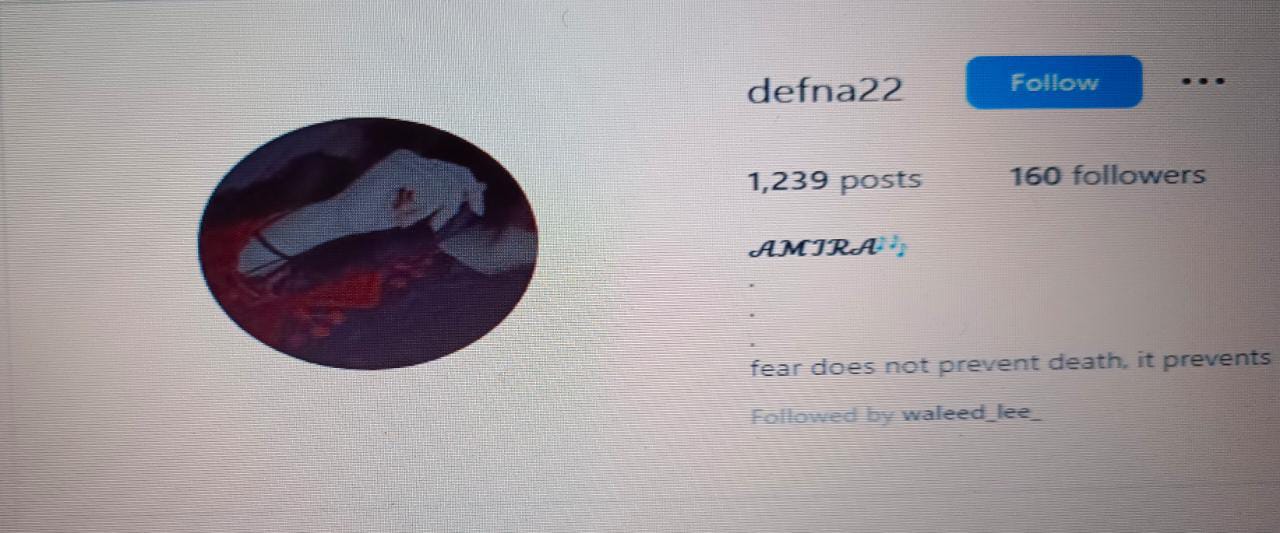 defna22 Follow •••
1,239 posts 160 followers
AMIRA🎶
.
.
.
fear does not prevent death, it prevents
Followed by waleed_lee_